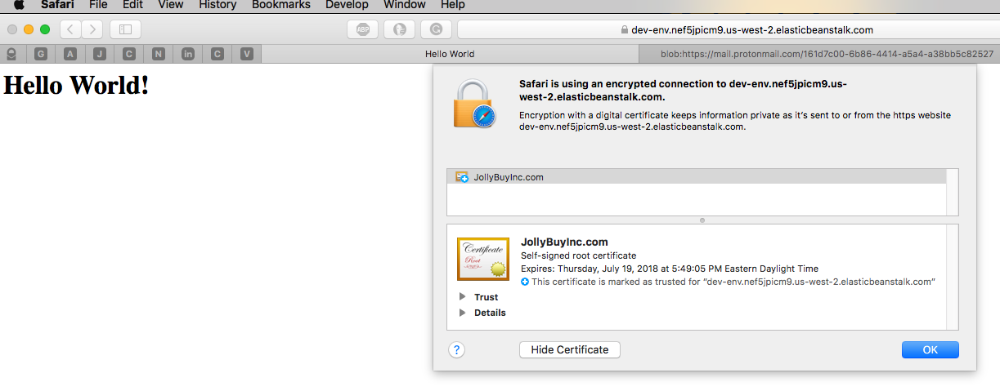 Safari File Edit View History Bookmarks Develop Window Help
ABP dev-env.nef5jpicm9.us-west-2.elasticbeanstalk.com
G A J C N in C V Hello World blob:https://mail.protonmail.com/161d7c00-6b86-4414-a5a4-a38bb5c82527
Hello World!
Safari is using an encrypted connection to dev-env.nef5jpicm9.us-
west-2.elasticbeanstalk.com.
Encryption with a digital certificate keeps information private as it’s sent to or from the https website
dev-env.nef5jpicm9.us-west-2.elasticbeanstalk.com.
JollyBuyInc.com
Certificate
Root
JollyBuyInc.com
Self-signed root certificate
Expires: Thursday, July 19, 2018 at 5:49:05 PM Eastern Daylight Time
This certificate is marked as trusted for “dev-env.nef5jpicm9.us-west-2.elasticbeanstalk.com”
Trust
Details
? Hide Certificate OK